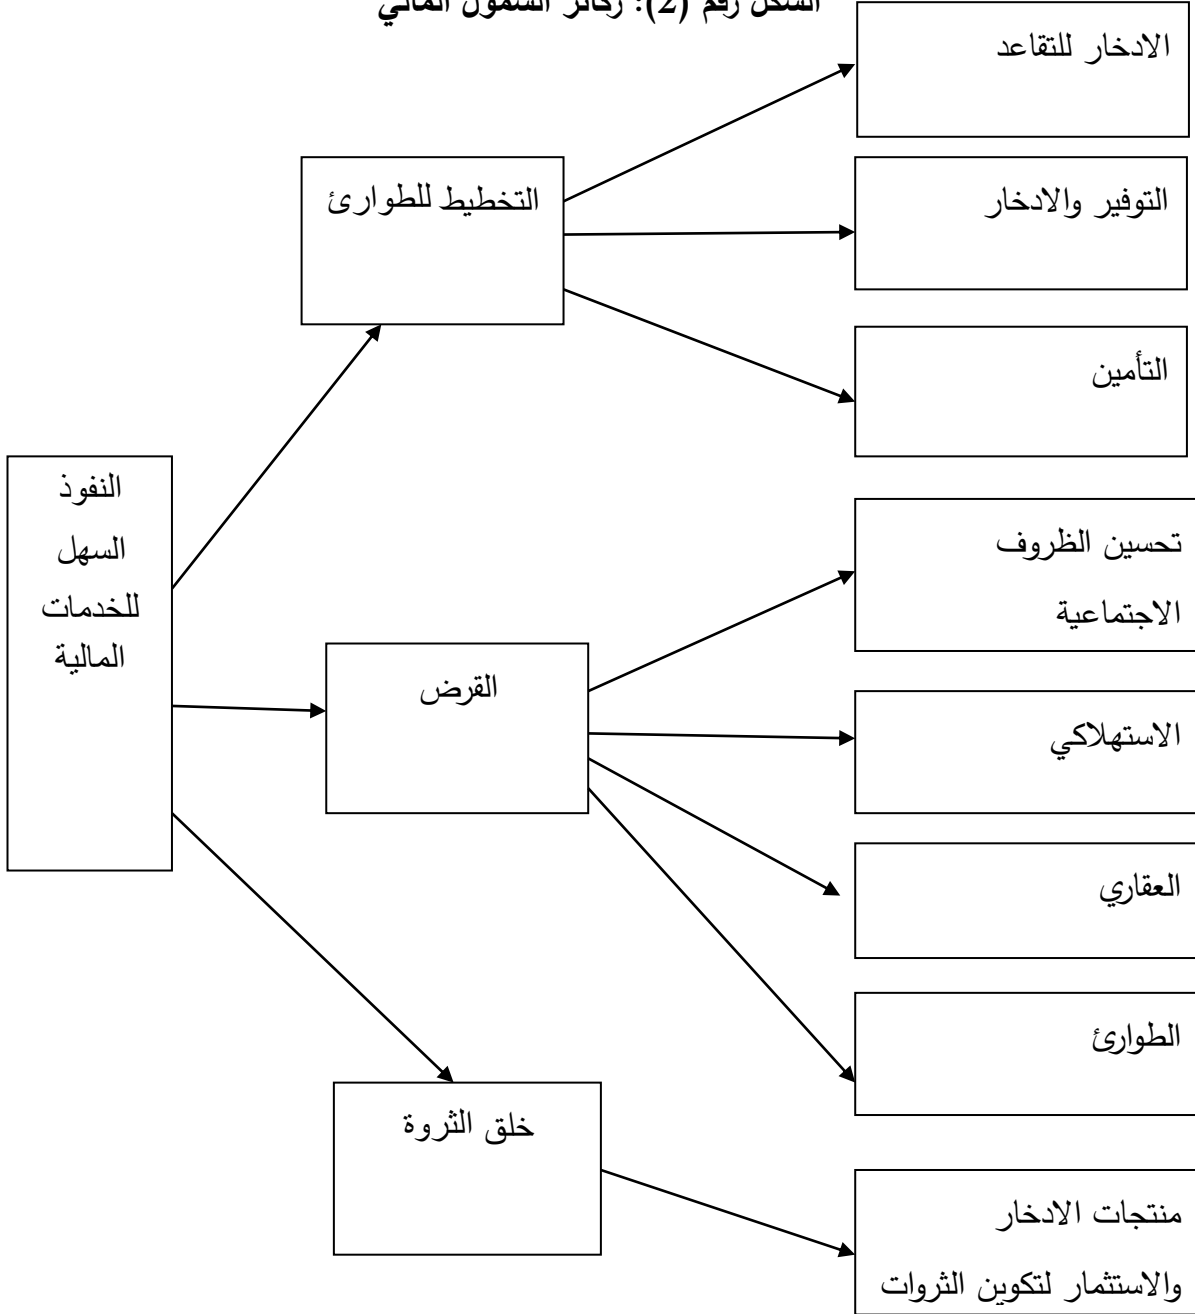 الشكل رقم (2): ركائز الشمول المالي
الادخار للتقاعد
التخطيط للطوارئ
التوفير والادخار
التأمين
النفوذ
السهل
للخدمات
المالية
تحسين الظروف
الاجتماعية
القرض
الاستهلاكي
العقاري
الطوارئ
خلق الثروة
منتجات الادخار
والاستثمار لتكوين الثروات